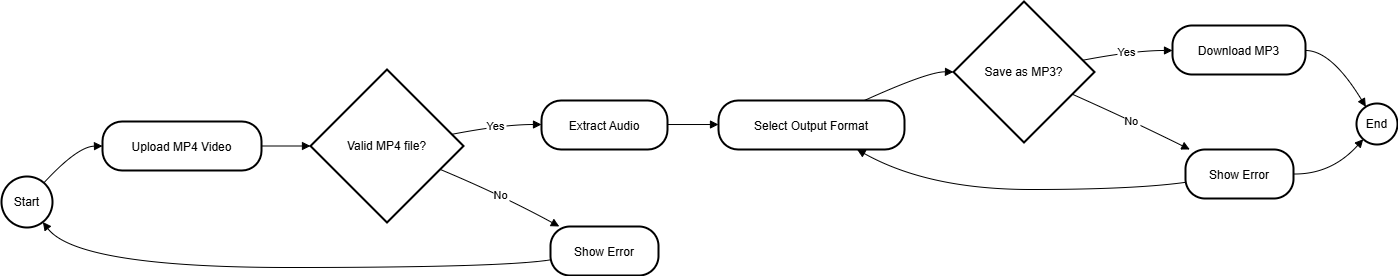 Start
Upload MP4 Video
Valid MP4 file?
Yes
No
Extract Audio
Show Error
Select Output Format
Save as MP3?
Yes
No
Download MP3
Show Error
End